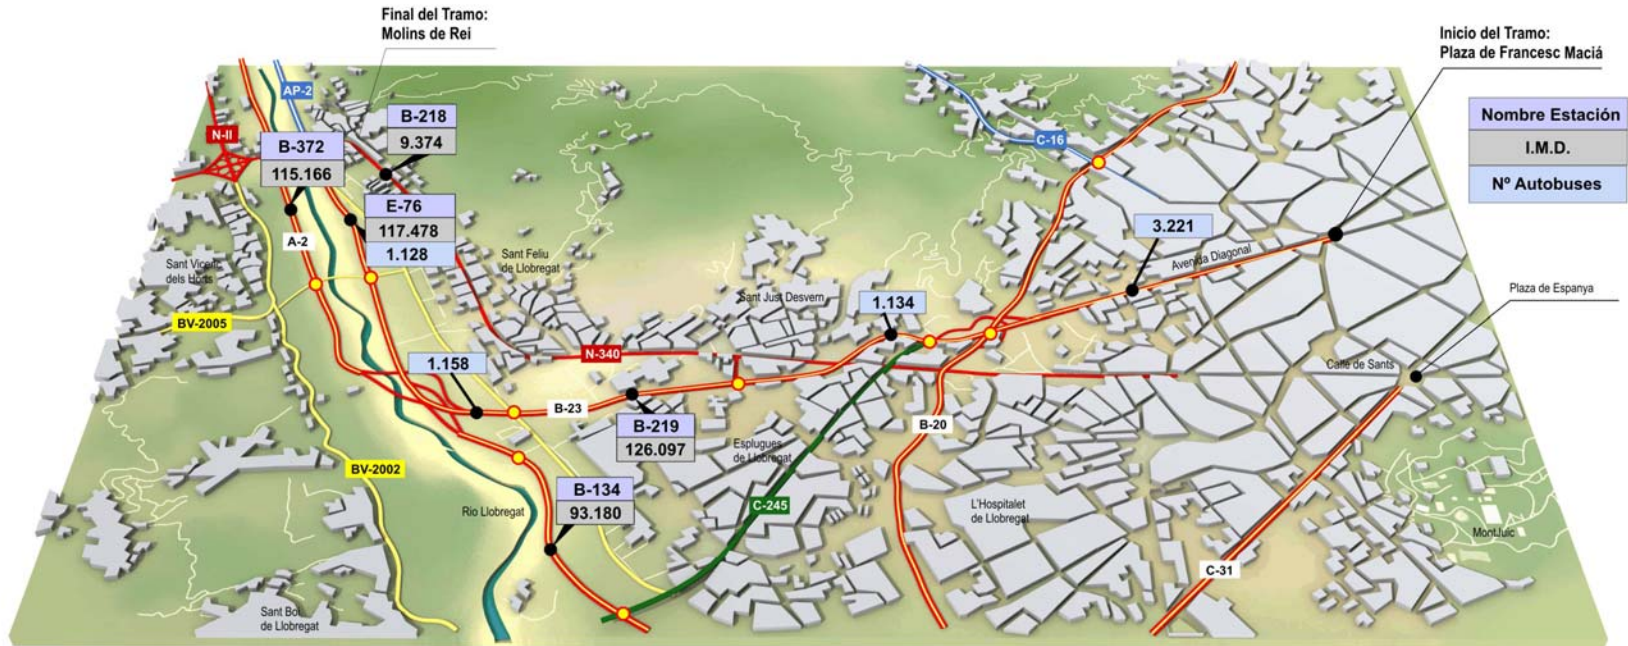 Final del Tramo:
Molins de Rei
Inicio del Tramo:
Plaza de Francesc Maciá
AP-2
B-218
9.374
Nombre Estación
I.M.D.
Nº Autobuses
N-II
B-372
115.166
C-16
E-76
117.478
1.128
3.221
A-2
Avenida Diagonal
Sant Vicenç
dels Horts
Sant Feliu
de Llobregat
Plaza de Espanya
Sant Just Desvern
1.134
BV-2005
N-340
1.158
Calle de Sants
B-23
B-219
126.097
B-20
Esplugues
de Llobregat
BV-2002
B-134
93.180
Rio Llobregat
C-245
L'Hospitalet
de Llobregat
MontJuic
C-31
Sant Boi
de Llobregat